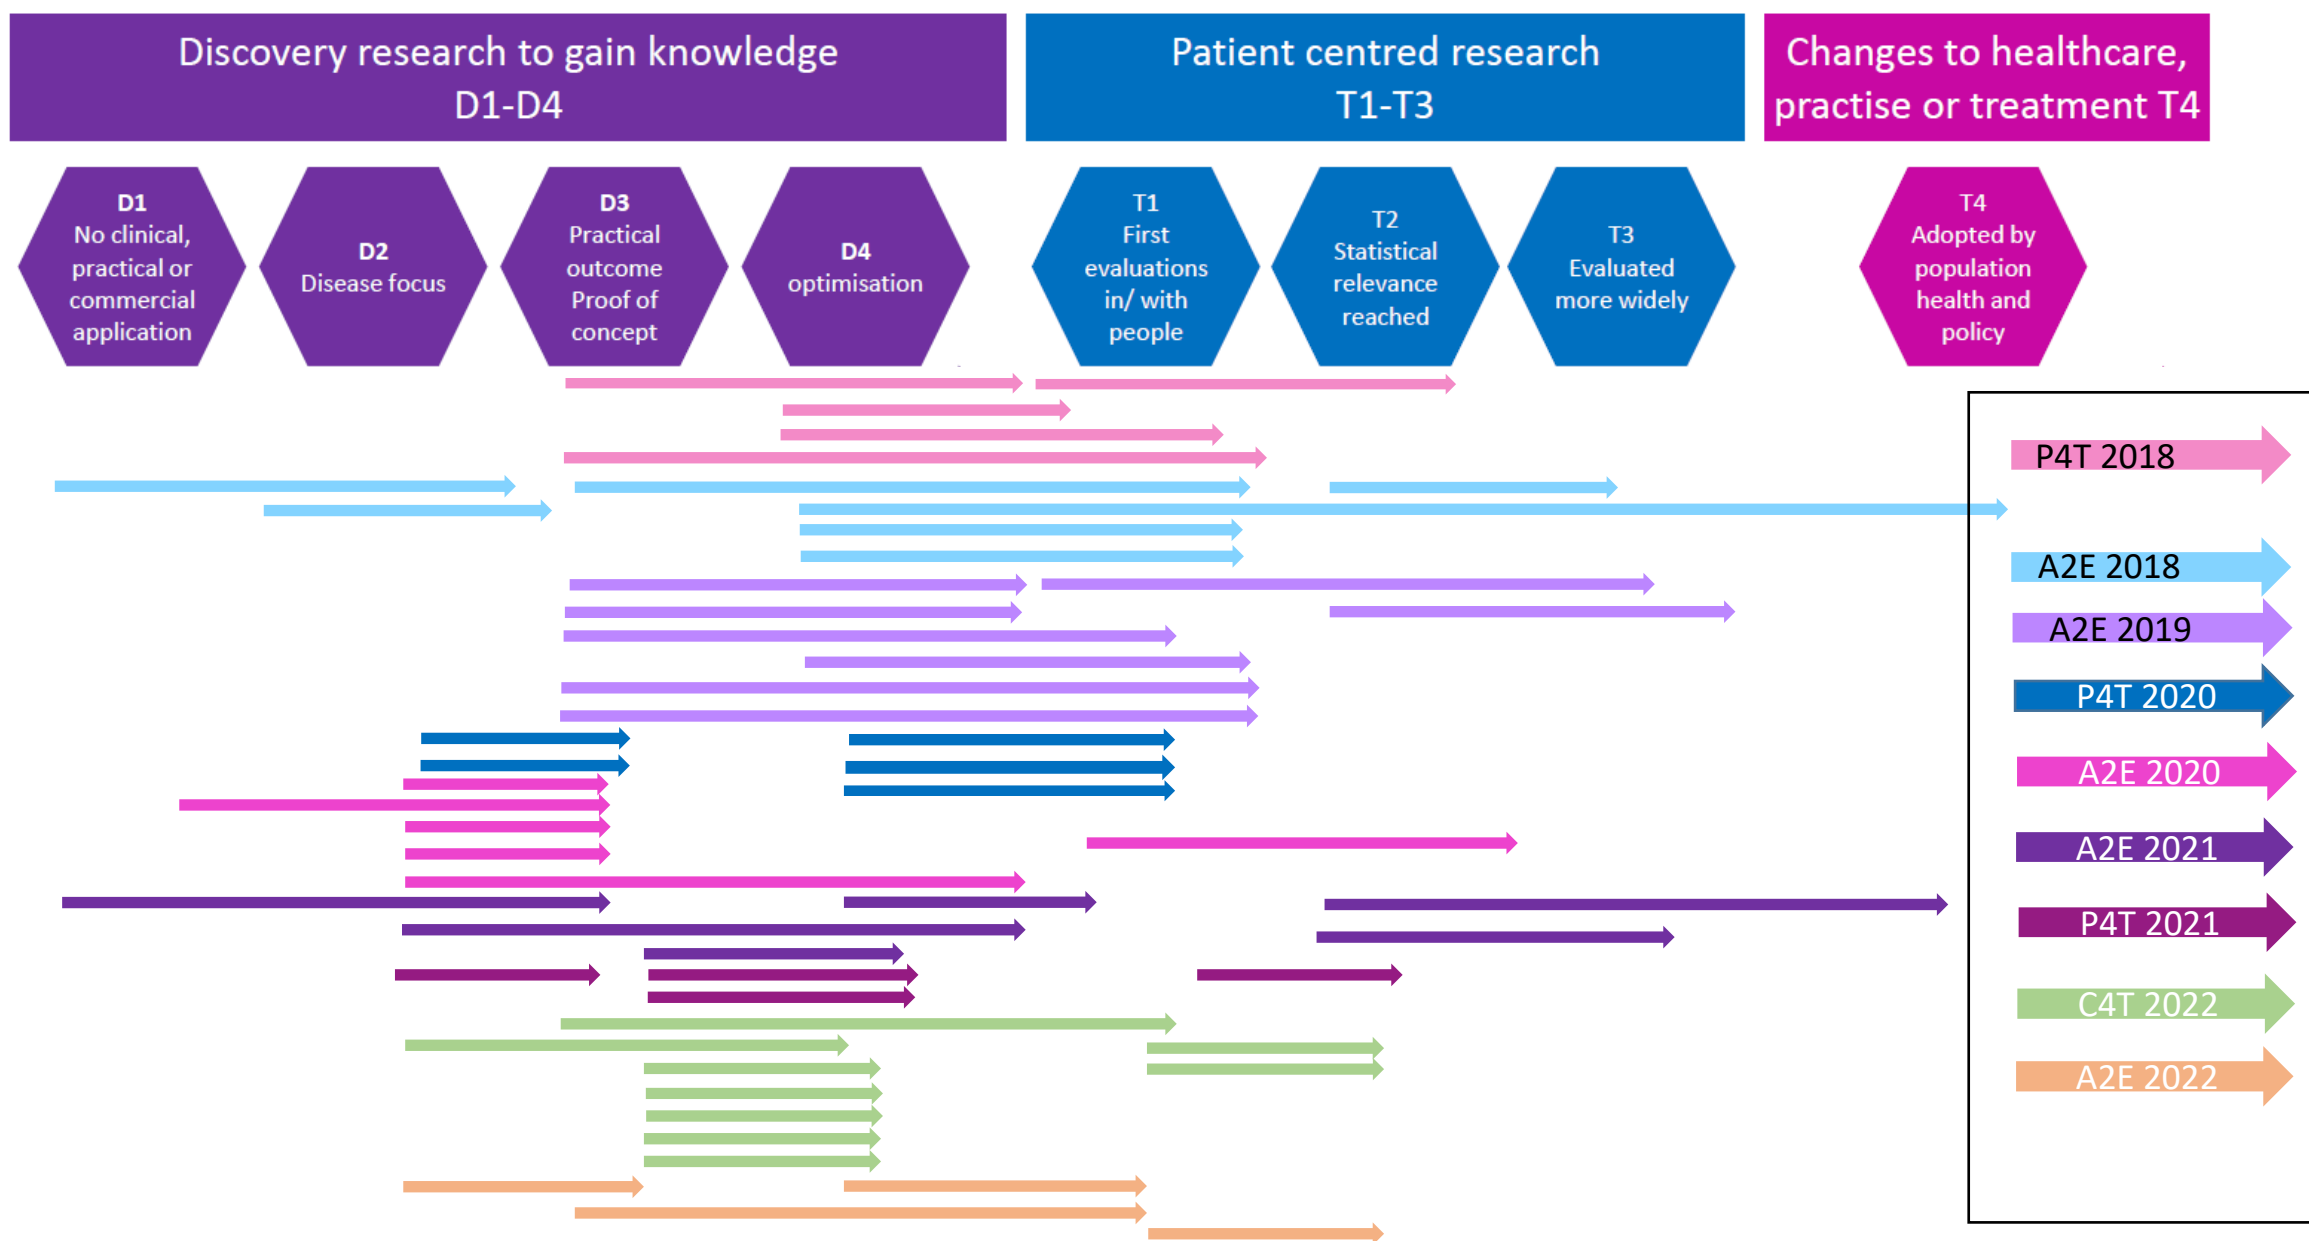 Discovery research to gain knowledge
D1-D4
Patient centred research
T1-T3
Changes to healthcare,
practise or treatment T4
D1
No clinical,
practical or
commercial
application
D2
Disease focus
D3
Practical
outcome
Proof of
concept
D4
optimisation
T1
First
evaluations
in/ with
people
T2
Statistical
relevance
reached
T3
Evaluated
more widely
T4
Adopted by
population
health and
policy
P4T 2018
A2E 2018
A2E 2019
P4T 2020
A2E 2020
A2E 2021
P4T 2021
C4T 2022
A2E 2022